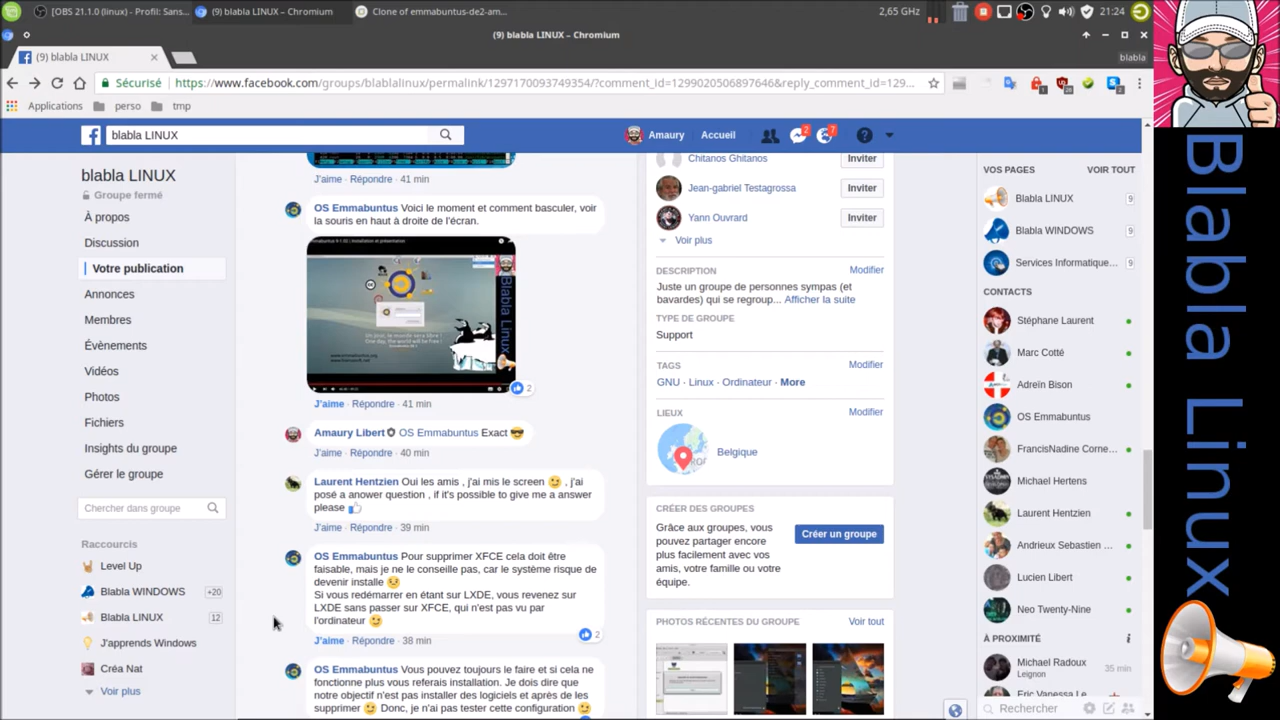 [OBS 21.1.0 (linux) - Profil: Sans...
(9) blabla LINUX – Chromium
Clone of emmabuntus-de2-am...
2,65 GHz
21:24
(9) blabla LINUX – Chromium
(9) blabla LINUX
blabla
Sécurisé
https://www.facebook.com/groups/blablalinux/permalink/1297170093749354/?comment_id=1299020506897646&reply_comment_id=129...
Applications
perso
tmp
blabla LINUX
Amaury
Accueil
2
7
blabla LINUX
Groupe fermé
À propos
Discussion
Votre publication
Annonces
Membres
Évènements
Vidéos
Photos
Fichiers
Insights du groupe
Gérer le groupe
Chercher dans groupe
Raccourcis
Level Up
Blabla WINDOWS
+20
Blabla LINUX
12
J'apprends Windows
Créa Nat
Voir plus
J'aime · Répondre · 41 min
OS Emmabuntus Voici le moment et comment basculer, voir
la souris en haut à droite de l'écran.
Blabla Linux
2
J'aime · Répondre · 41 min
Amaury Libert OS Emmabuntus Exact
J'aime · Répondre · 40 min
Laurent Hentzien Oui les amis , j'ai mis le screen , j'ai
posé a anower question , if it's possible to give me a answer
please
J'aime · Répondre · 39 min
OS Emmabuntus Pour supprimer XFCE cela doit être
faisable, mais je ne le conseille pas, car le système risque de
devenir installe
Si vous redémarrer en étant sur LXDE, vous revenez sur
LXDE sans passer sur XFCE, qui n'est pas vu par
l'ordinateur
2
J'aime · Répondre · 38 min
OS Emmabuntus Vous pouvez toujours le faire et si cela ne
fonctionne plus vous referais installation. Je dois dire que
notre objectif n'est pas installer des logiciels et après de les
supprimer Donc, je n'ai pas tester cette configuration
Chitanos Ghitanos
Inviter
Jean-gabriel Testagrossa
Inviter
Yann Ouvrard
Inviter
Voir plus
DESCRIPTION
Modifier
Juste un groupe de personnes sympas (et
bavardes) qui se regroup... Afficher la suite
TYPE DE GROUPE
Support
TAGS
Modifier
GNU · Linux · Ordinateur · More
LIEUX
Modifier
Belgique
CRÉER DES GROUPES
Grâce aux groupes, vous
pouvez partager encore
plus facilement avec vos
amis, votre famille ou votre
équipe.
Créer un groupe
PHOTOS RÉCENTES DU GROUPE
Voir tout
VOS PAGES
VOIR TOUT
Blabla LINUX
9
Blabla WINDOWS
9
Services Informatique...
9
CONTACTS
Stéphane Laurent
Marc Cotté
Adreïn Bison
OS Emmabuntus
FrancisNadine Corne...
Michael Hertens
Laurent Hentzien
Andrieux Sebastien ...
Lucien Libert
Neo Twenty-Nine
À PROXIMITÉ
Michael Radoux
Leignon
35 min
Eric Vanessa Le
Rechercher
Blabla Linux